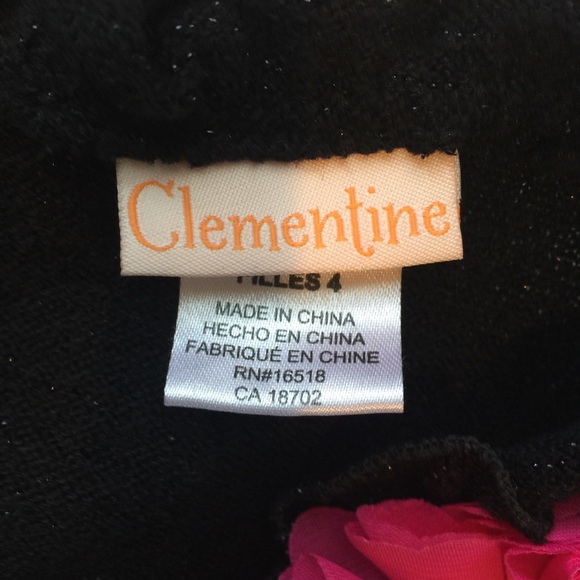 Clementine
FILLES 4
MADE IN CHINA
HECHO EN CHINA
FABRIQUÉ EN CHINE
RN#16518
CA 18702